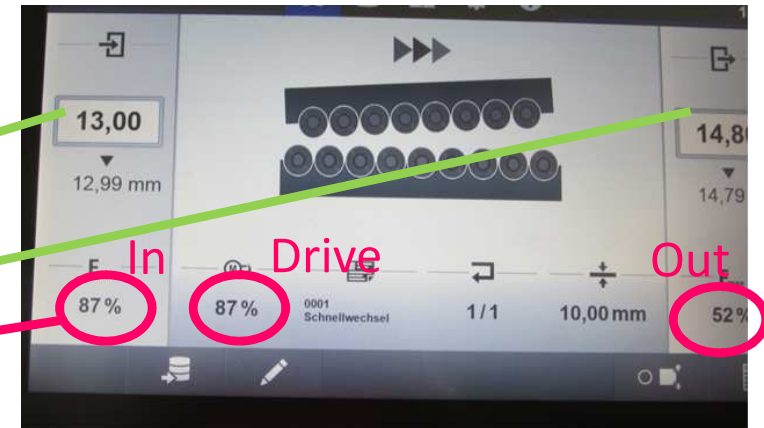 13,00
12,99 mm
14,8
14,79
In
Drive
Out
F
M
87%
87%
0001
Schnellwechsel
1/1
10,00 mm
52%